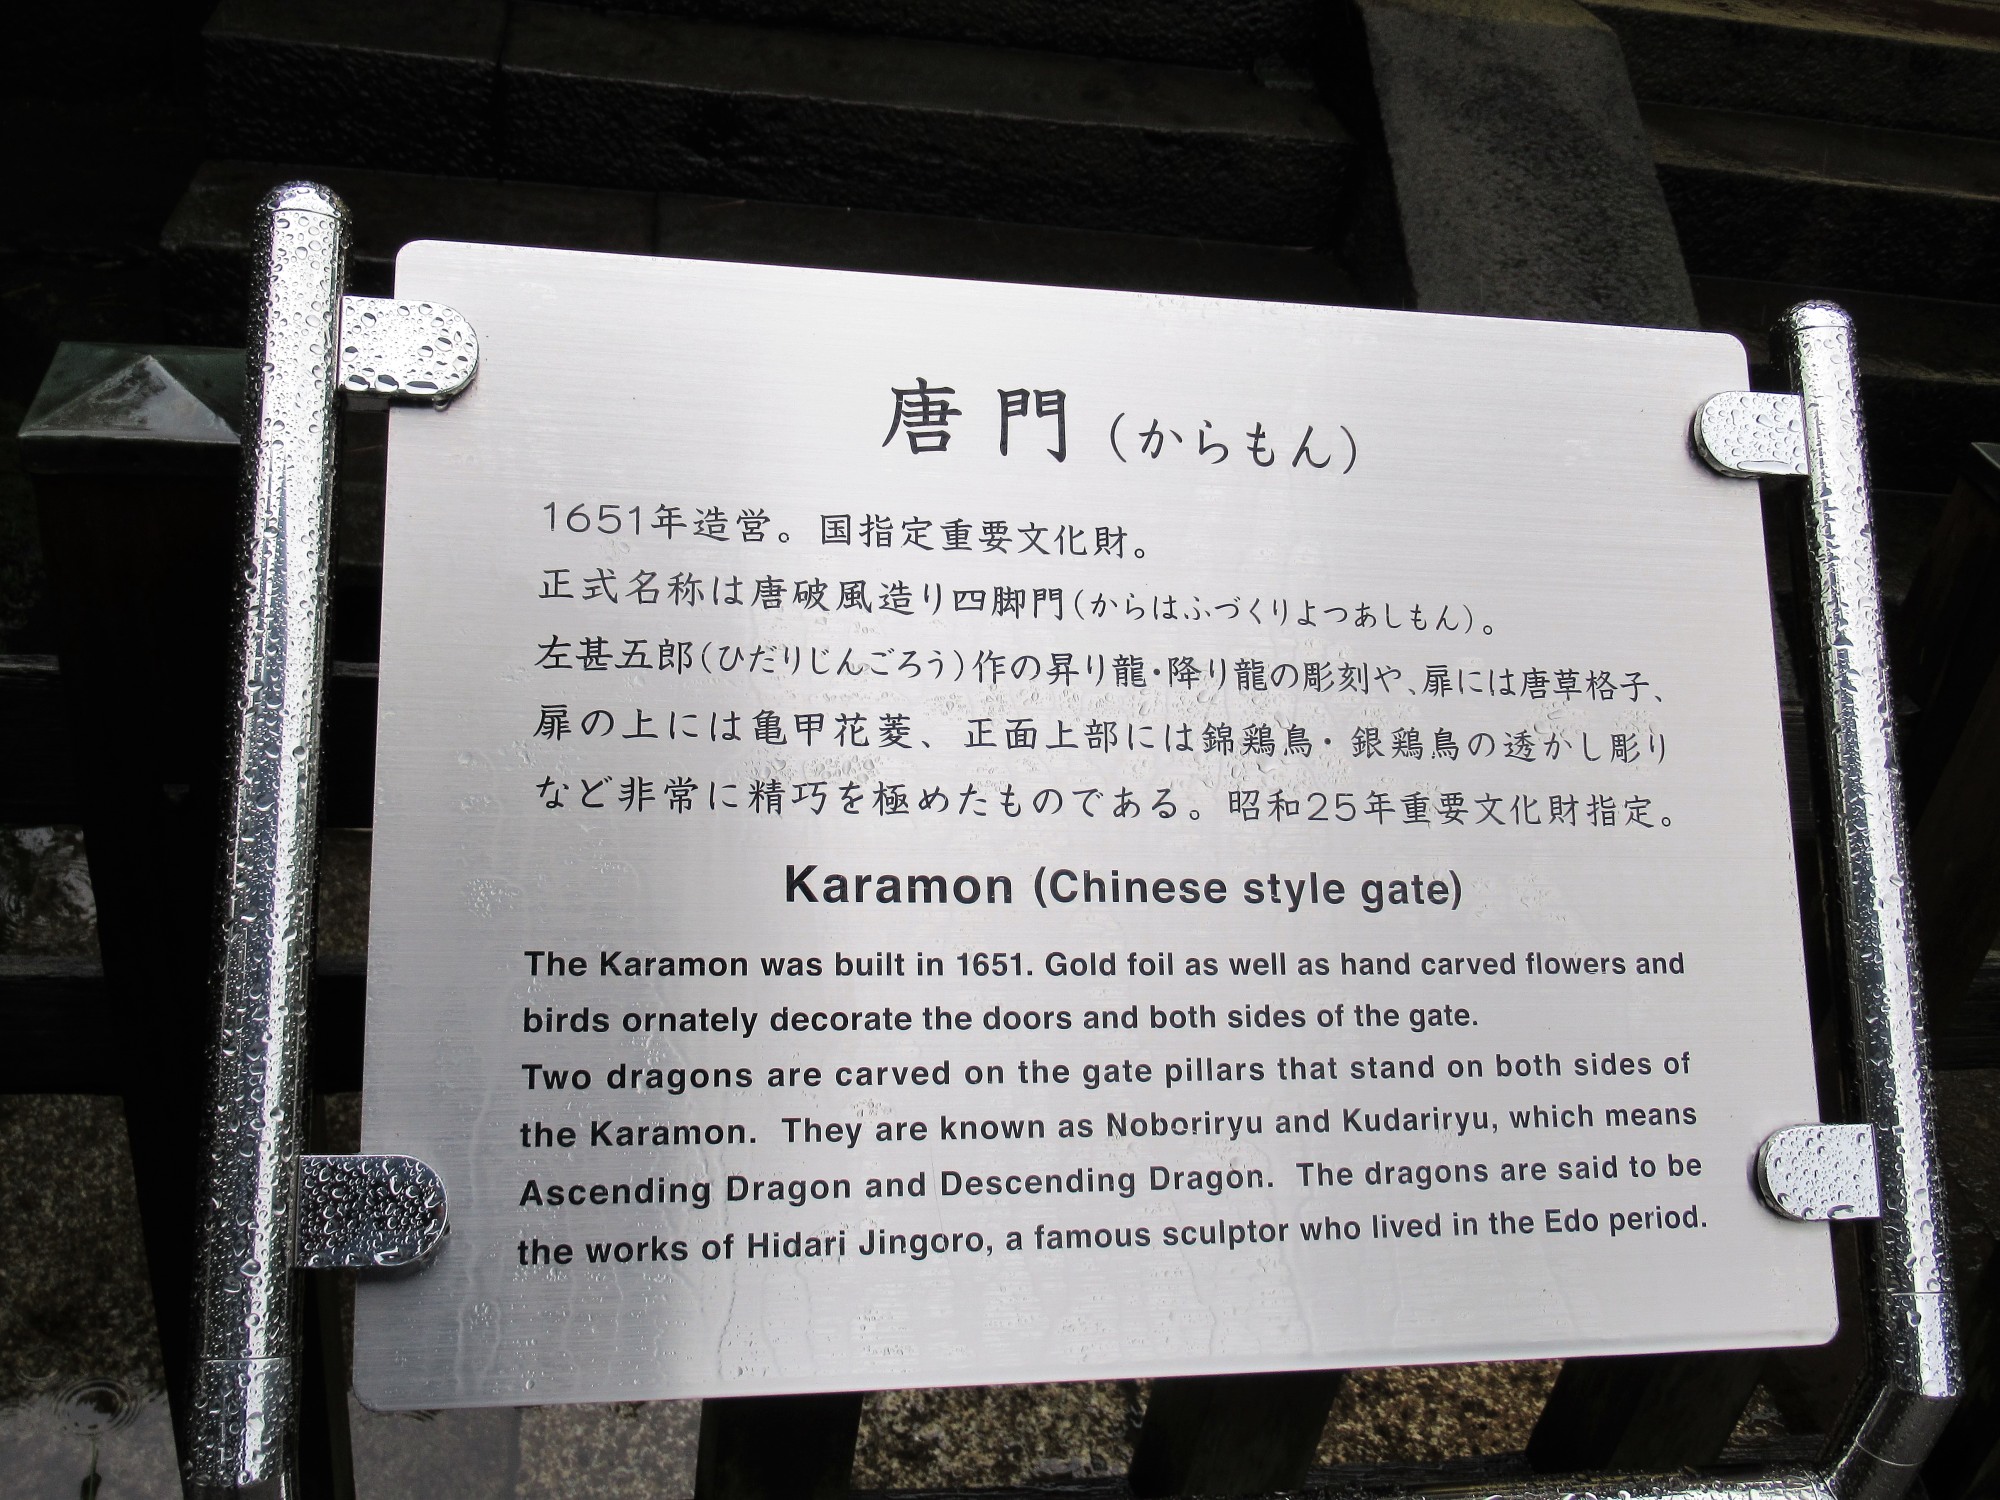 唐門（からもん）
1651年造営。国指定重要文化財。
正式名称は唐破風造り四脚門（からはふづくりよつあしもん）。
左甚五郎（ひだりじんごろう）作の昇り龍・降り龍の彫刻や、扉には唐草格子、
扉の上には亀甲花菱、正面上部には錦鶏鳥・銀鶏鳥の透かし彫り
など非常に精巧を極めたものである。昭和25年重要文化財指定。
Karamon (Chinese style gate)
The Karamon was built in 1651. Gold foil as well as hand carved flowers and
birds ornately decorate the doors and both sides of the gate.
Two dragons are carved on the gate pillars that stand on both sides of
the Karamon. They are known as Noboriryu and Kudariryu, which means
Ascending Dragon and Descending Dragon. The dragons are said to be
the works of Hidari Jingoro, a famous sculptor who lived in the Edo period.